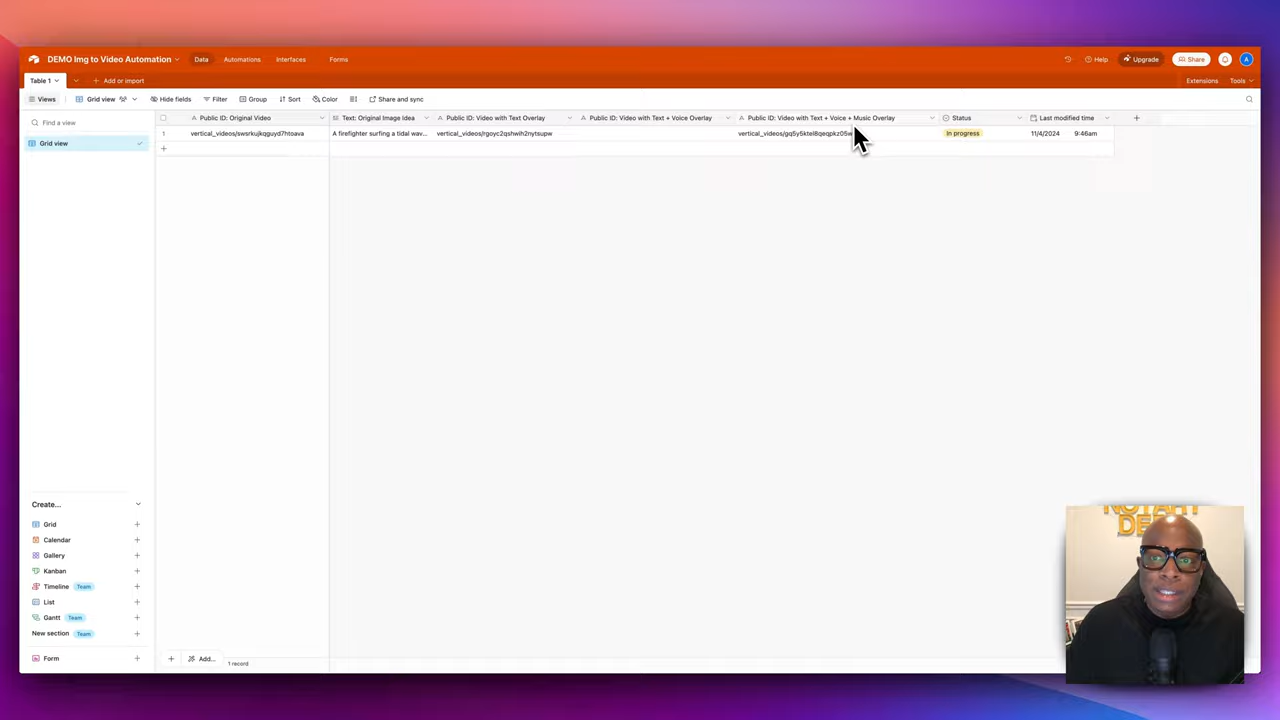 DEMO Img to Video Automation Data Automations Interfaces Forms Help Upgrade Share A
Table 1 Add or import Extensions Tools
Views Grid view Hide fields Filter Group Sort Color Share and sync
Find a view
Grid view
Public ID: Original Video Text: Original Image Idea Public ID: Video with Text Overlay Public ID: Video with Text + Voice Overlay Public ID: Video with Text + Voice + Music Overlay Status Last modified time
1 vertical_videos/swsrkujkqguyd7htoava A firefighter surfing a tidal wav... vertical_videos/rgoyc2qshwih2nytsupw In progress 11/4/2024 9:46am
Create...
Grid
Calendar
Gallery
Kanban
Timeline Team
List
Gantt Team
New section Team
Form
Add...
1 record